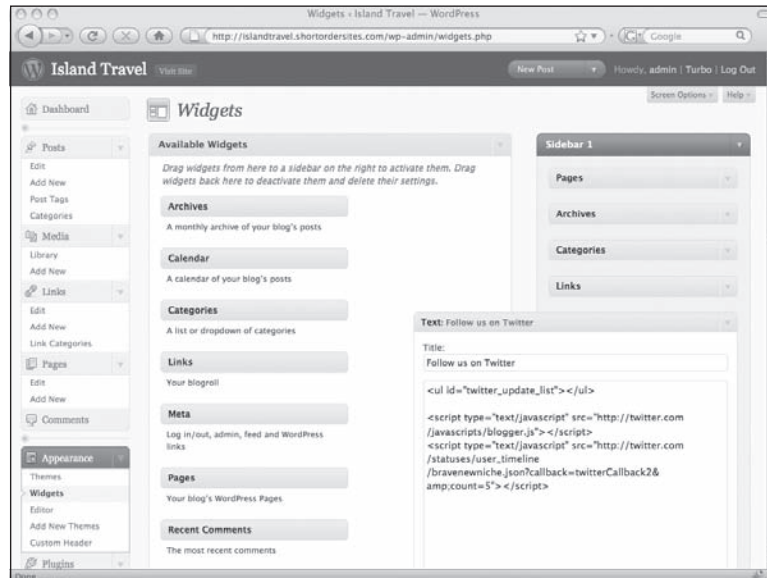 Widgets ‹ Island Travel — WordPress
http://islandtravel.shortordersites.com/wp-admin/widgets.php
Google
Island Travel
Visit Site
New Post
Howdy, admin | Turbo | Log Out
Screen Options
Help
Dashboard
Posts
Edit
Add New
Post Tags
Categories
Media
Library
Add New
Links
Edit
Add New
Link Categories
Pages
Edit
Add New
Comments
Appearance
Themes
Widgets
Editor
Add New Themes
Custom Header
Plugins
Widgets
Available Widgets
Drag widgets from here to a sidebar on the right to activate them. Drag
widgets back here to deactivate them and delete their settings.
Archives
A monthly archive of your blog's posts
Calendar
A calendar of your blog's posts
Categories
A list or dropdown of categories
Links
Your blogroll
Meta
Log in/out, admin, feed and WordPress
links
Pages
Your blog's WordPress Pages
Recent Comments
The most recent comments
Sidebar 1
Pages
Archives
Categories
Links
Text: Follow us on Twitter
Title:
Follow us on Twitter
<ul id="twitter_update_list"></ul>
<script type="text/javascript" src="http://twitter.com
/javascripts/blogger.js"></script>
<script type="text/javascript" src="http://twitter.com
/statuses/user_timeline
/bravenewniche.json?callback=twitterCallback2&
amp;count=5"></script>
Done